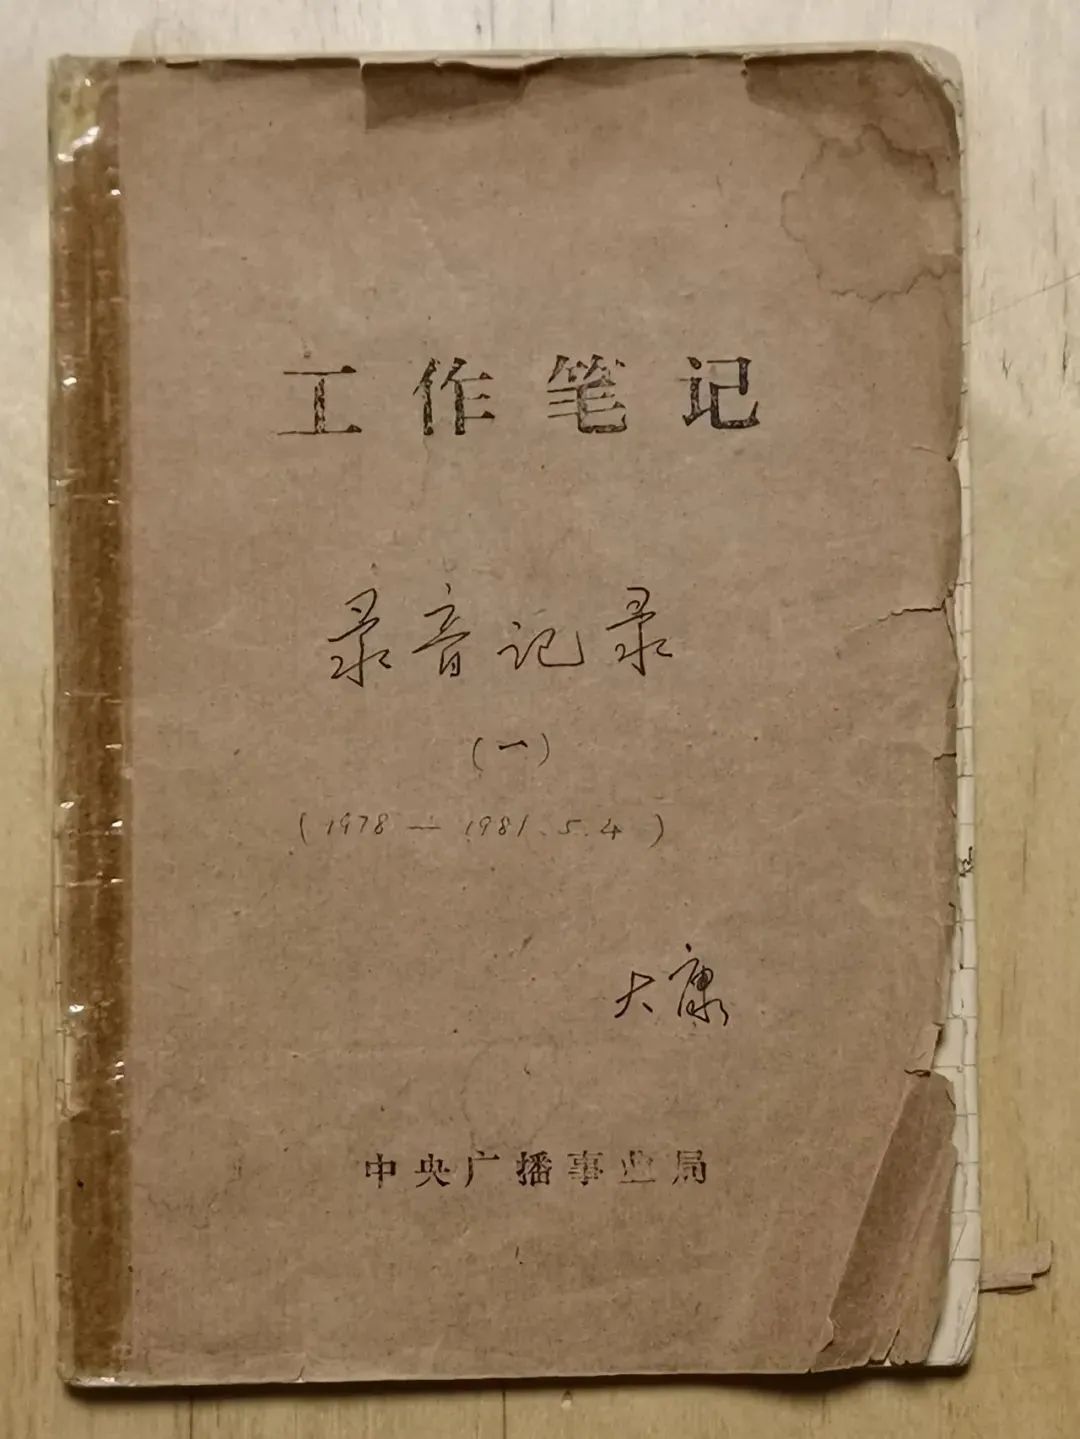 工作笔记
录音记录
(一)
(1978 — 1981.5.4)
大康
中央广播事业局